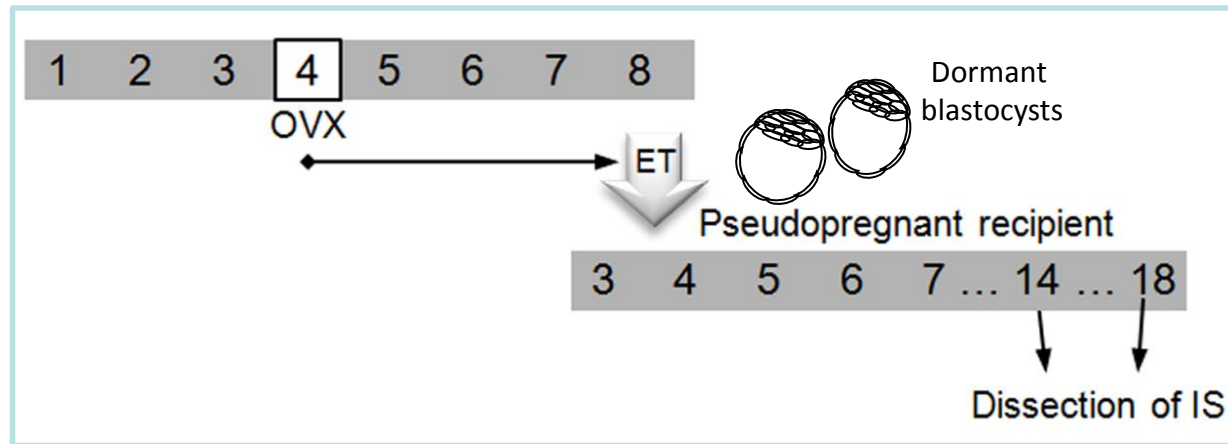 1 2 3 4 5 6 7 8
OVX
Dormant
blastocysts
ET
Pseudopregnant recipient
3 4 5 6 7 ... 14 ... 18
Dissection of IS